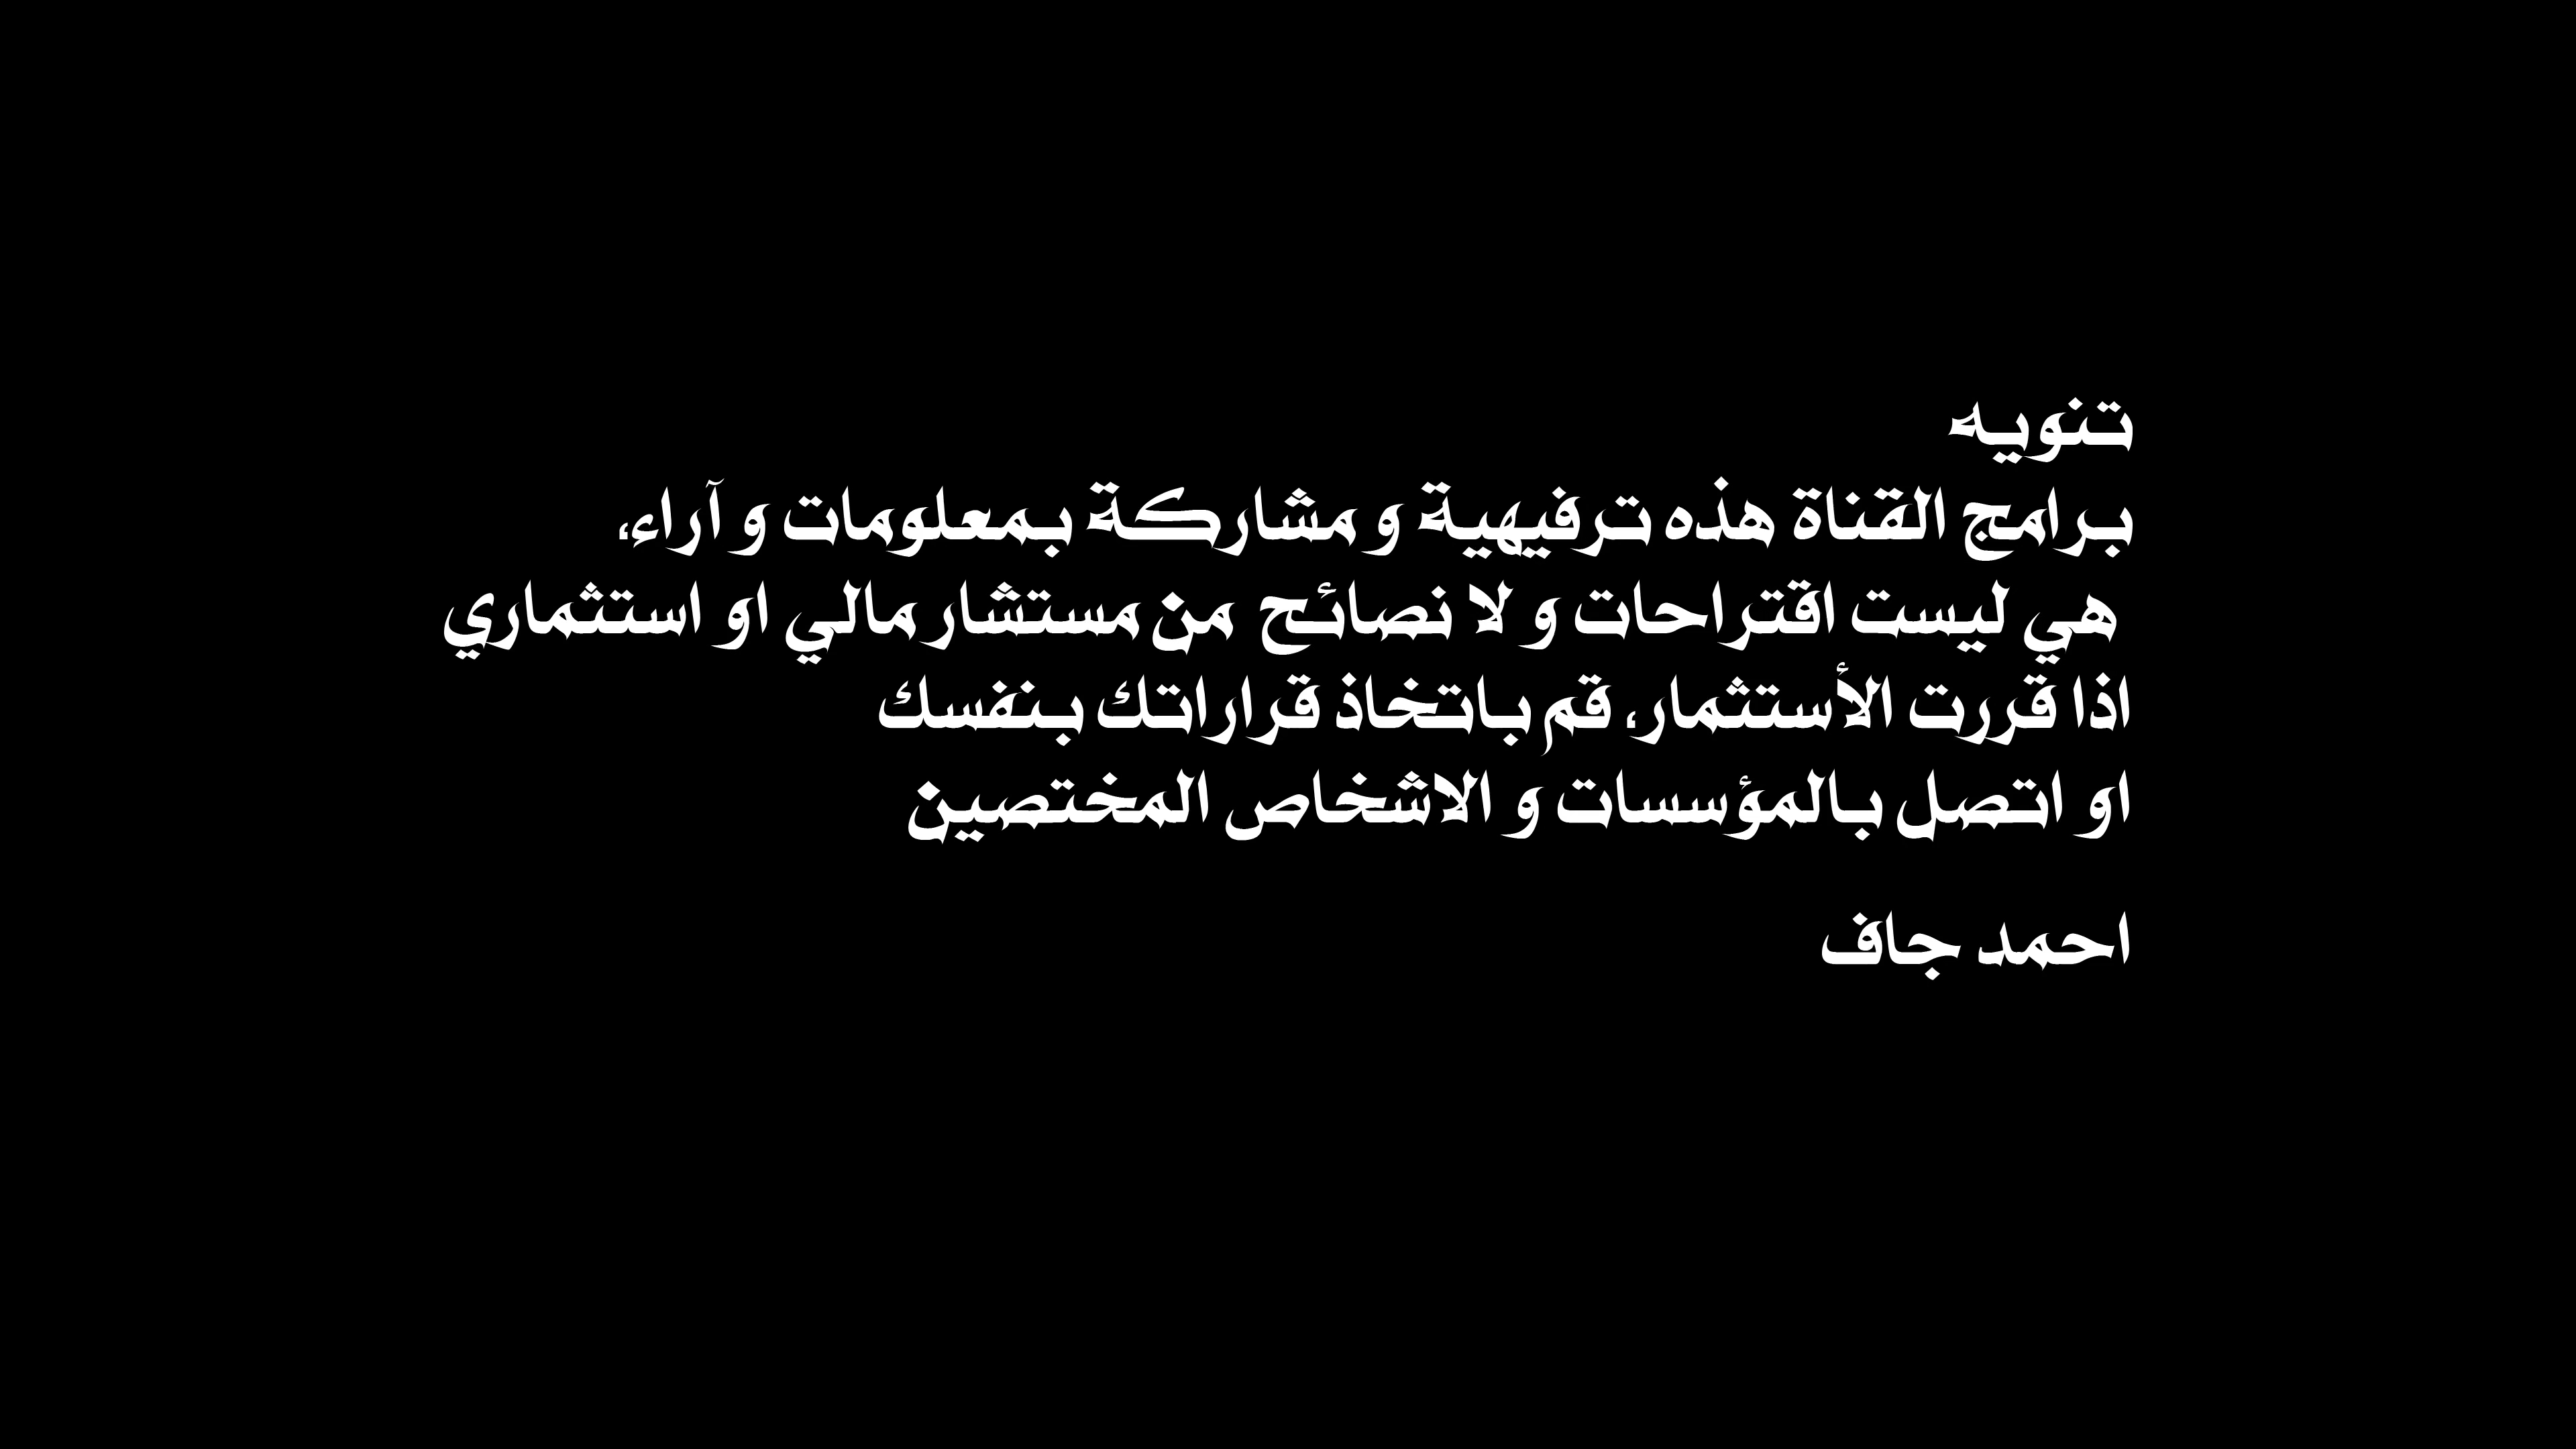 تنويه
برامج القناة هذه ترفيهية و مشاركة بمعلومات و آراء،
هي ليست اقتراحات و لا نصائح من مستشار مالي او استثماري
اذا قررت الأستثمار، قم باتخاذ قراراتك بنفسك
او اتصل بالمؤسسات و الاشخاص المختصين
احمد جاف